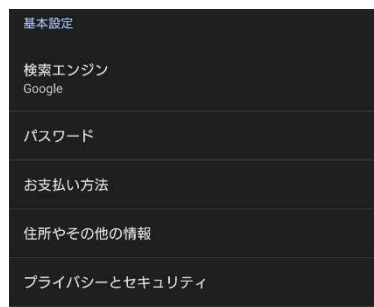 基本設定
検索エンジン
Google
パスワード
お支払い方法
住所やその他の情報
プライバシーとセキュリティ